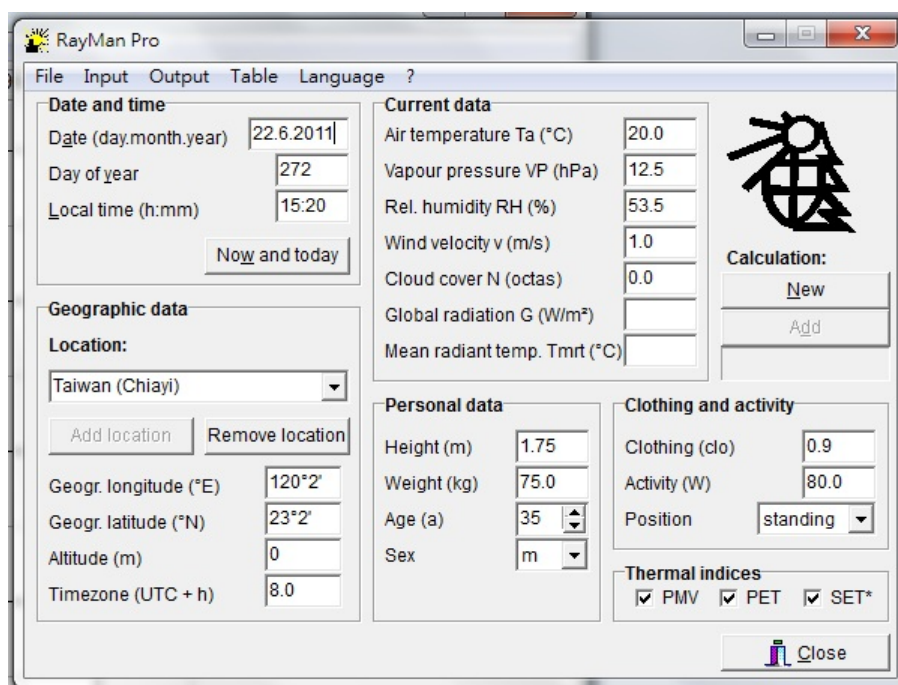 RayMan Pro
File Input Output Table Language ?
Date and time
Date (day.month.year) 22.6.2011
Day of year 272
Local time (h:mm) 15:20
Now and today
Geographic data
Location:
Taiwan (Chiayi)
Add location Remove location
Geogr. longitude (°E) 120°2'
Geogr. latitude (°N) 23°2'
Altitude (m) 0
Timezone (UTC + h) 8.0
Current data
Air temperature Ta (°C) 20.0
Vapour pressure VP (hPa) 12.5
Rel. humidity RH (%) 53.5
Wind velocity v (m/s) 1.0
Cloud cover N (octas) 0.0
Global radiation G (W/m²)
Mean radiant temp. Tmrt (°C)
Calculation:
New
Add
Personal data
Height (m) 1.75
Weight (kg) 75.0
Age (a) 35
Sex m
Clothing and activity
Clothing (clo) 0.9
Activity (W) 80.0
Position standing
Thermal indices
PMV PET SET*
Close